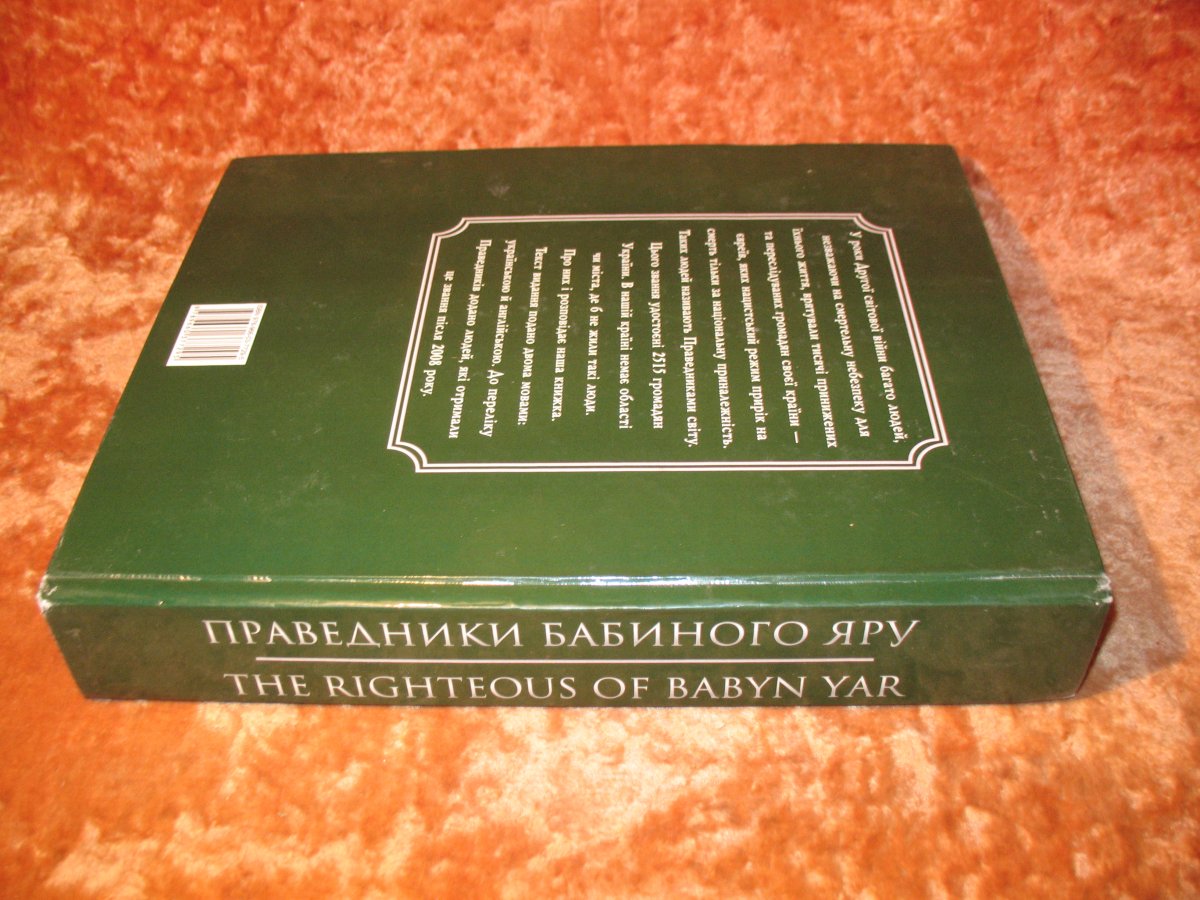 У роки Другої світової війни багато людей,
незважаючи на смертельну небезпеку для
їхнього життя, врятували тисячі принижених
та переслідуваних громадян своєї країни —
євреїв, яких нацистський режим прирік на
смерть тільки за національну приналежність.
Таких людей називають Праведниками світу.
Цього звання удостоєні 2515 громадян
України. В нашій країні немає області
чи міста, де б не жили такі люди.
Про них і розповідає наша книжка.
Текст видання подано двома мовами:
українською й англійською. До переліку
Праведників додано людей, які отримали
це звання після 2008 року.
ПРАВЕДНИКИ БАБИНОГО ЯРУ
THE RIGHTEOUS OF BABYN YAR